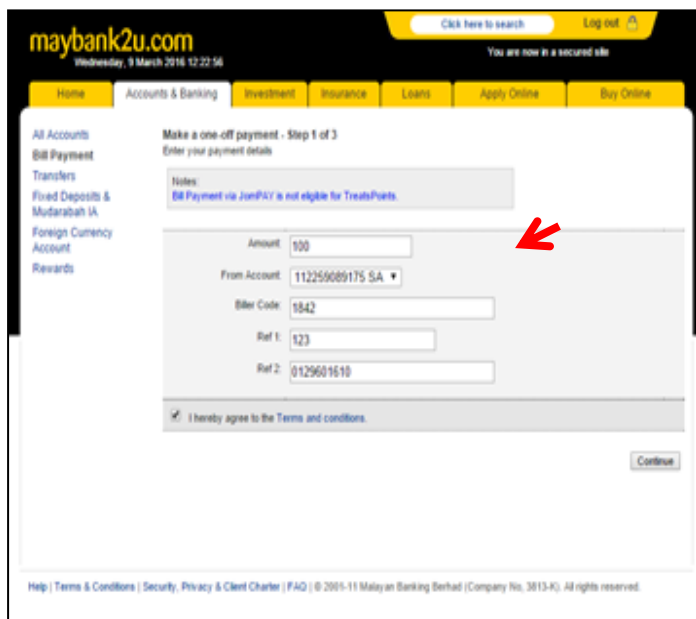 maybank2u.com
Wednesday, 9 March 2016 12:22:56
Click here to search
Log out
You are now in a secured site
Home
Accounts & Banking
Investment
Insurance
Loans
Apply Online
Buy Online
All Accounts
Bill Payment
Transfers
Fixed Deposits &
Mudarabah IA
Foreign Currency
Account
Rewards
Make a one-off payment - Step 1 of 3
Enter your payment details
Notes:
Bill Payment via JomPAY is not eligible for TreatsPoints.
Amount: 100
From Account: 112259089175 SA
Biller Code: 1842
Ref 1: 123
Ref 2: 0129601610
I hereby agree to the Terms and conditions.
Continue
Help | Terms & Conditions | Security, Privacy & Client Charter | FAQ | © 2001-11 Malayan Banking Berhad (Company No, 3813-K). All rights reserved.